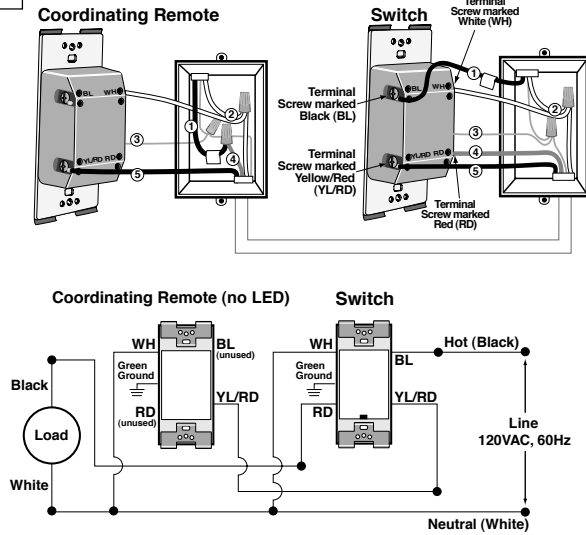 Coordinating Remote
Switch
Terminal
Screw marked
White (WH)
BL
WH
1
2
3
4
YL/RD RD
5
Terminal
Screw marked
Black (BL)
Terminal
Screw marked
Yellow/Red
(YL/RD)
BL
WH
1
2
3
YL/RD RD
4
5
Terminal
Screw marked
Red (RD)
Coordinating Remote (no LED)
Switch
WH
BL
(unused)
Green
Ground
RD
(unused)
YL/RD
WH
BL
Green
Ground
RD
YL/RD
Hot (Black)
Black
Load
White
Line
120VAC, 60Hz
Neutral (White)